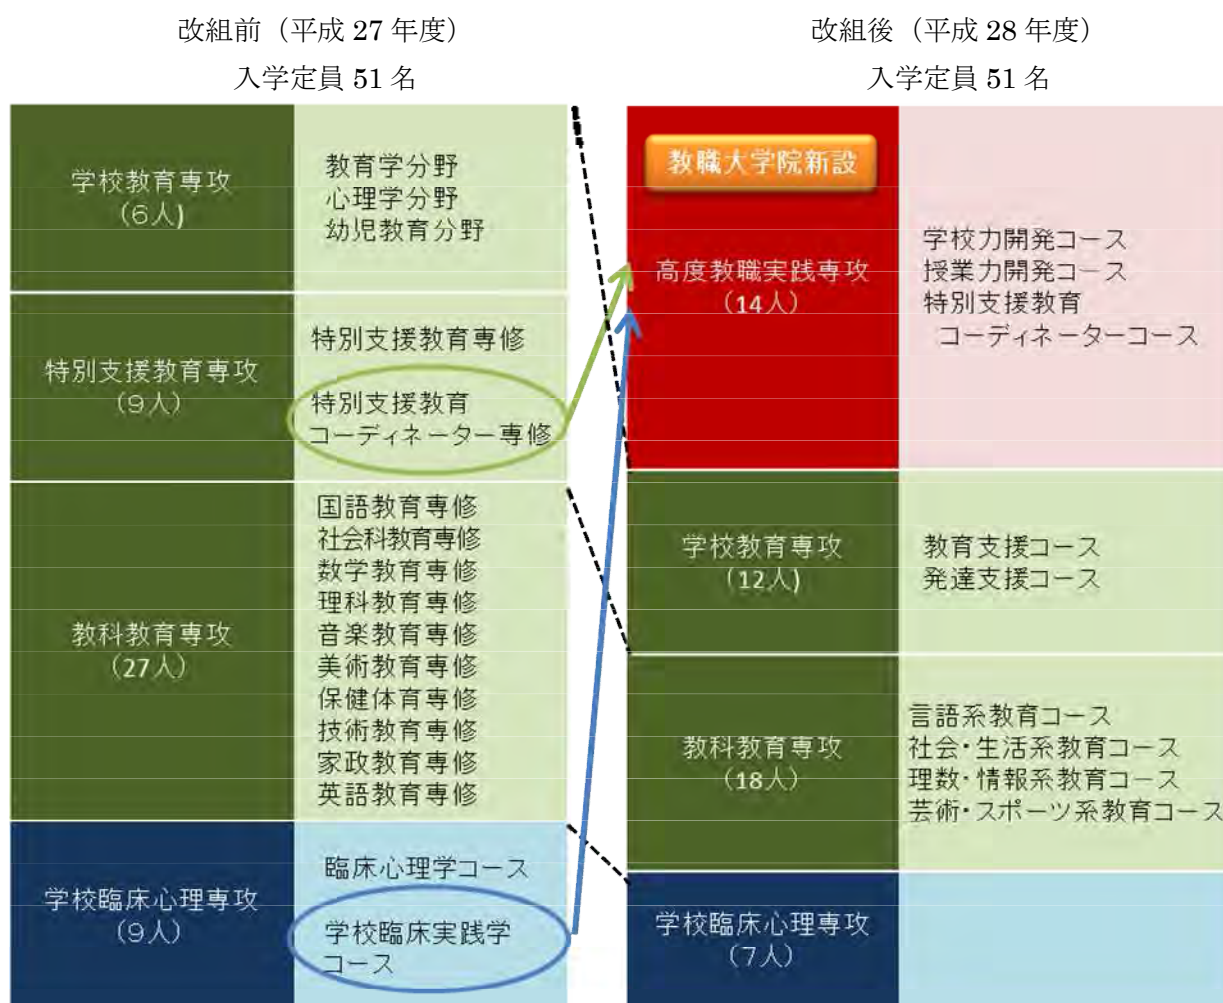 改組前（平成 27 年度）
入学定員 51 名
学校教育専攻
（6人）
教育学分野
心理学分野
幼児教育分野
特別支援教育専攻
（9人）
特別支援教育専修
特別支援教育
コーディネーター専修
教科教育専攻
（27人）
国語教育専修
社会科教育専修
数学教育専修
理科教育専修
音楽教育専修
美術教育専修
保健体育専修
技術教育専修
家政教育専修
英語教育専修
学校臨床心理専攻
（9人）
臨床心理学コース
学校臨床実践学
コース
改組後（平成 28 年度）
入学定員 51 名
教職大学院新設
高度教職実践専攻
（14人）
学校力開発コース
授業力開発コース
特別支援教育
コーディネーターコース
学校教育専攻
（12人）
教育支援コース
発達支援コース
教科教育専攻
（18人）
言語系教育コース
社会・生活系教育コース
理数・情報系教育コース
芸術・スポーツ系教育コース
学校臨床心理専攻
（7人）